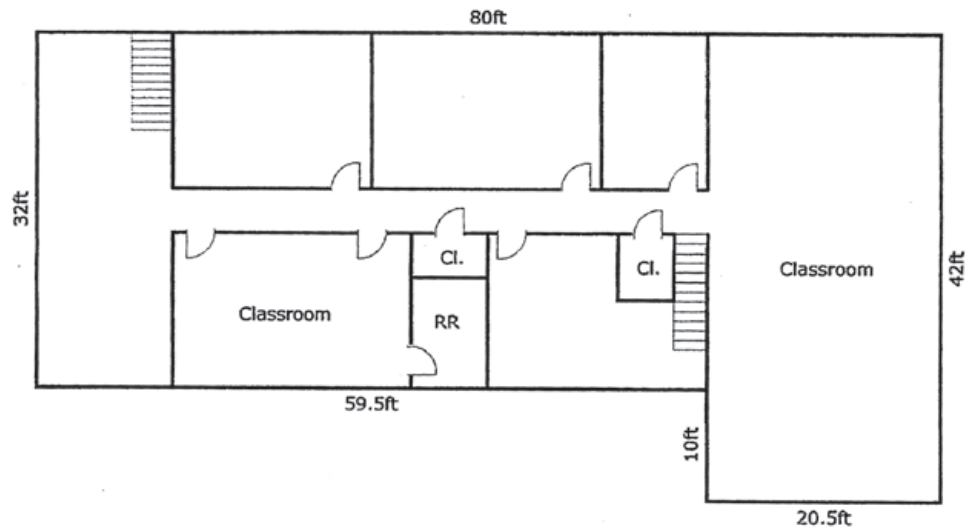 80ft
32ft
Cl.
Cl.
Classroom
42ft
Classroom
RR
59.5ft
10ft
20.5ft